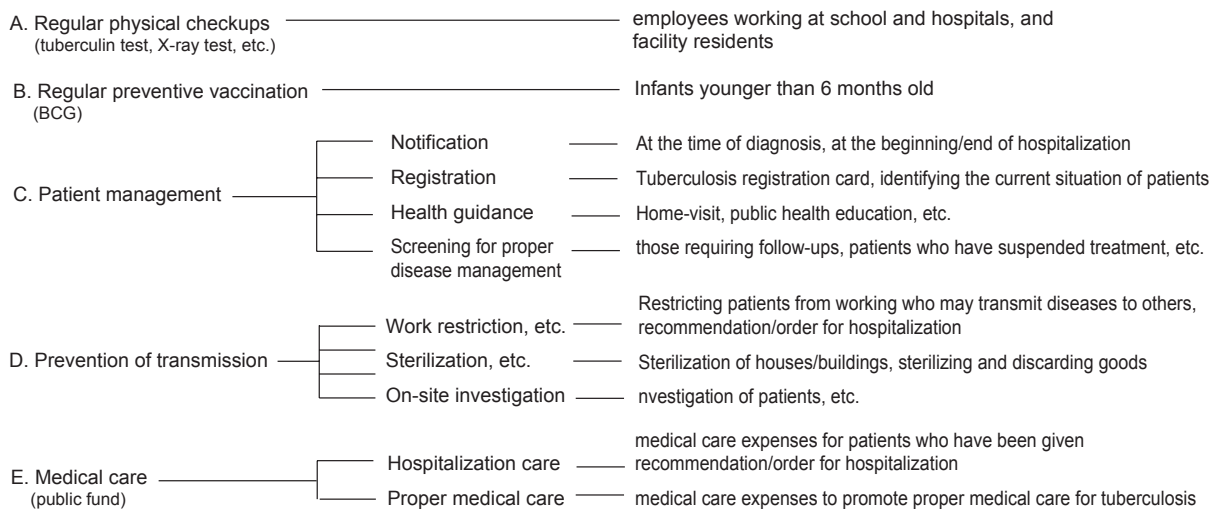 A. Regular physical checkups
(tuberculin test, X-ray test, etc.)
employees working at school and hospitals, and
facility residents
B. Regular preventive vaccination
(BCG)
Infants younger than 6 months old
C. Patient management
Notification
At the time of diagnosis, at the beginning/end of hospitalization
Registration
Tuberculosis registration card, identifying the current situation of patients
Health guidance
Home-visit, public health education, etc.
Screening for proper
disease management
those requiring follow-ups, patients who have suspended treatment, etc.
D. Prevention of transmission
Work restriction, etc.
Restricting patients from working who may transmit diseases to others,
recommendation/order for hospitalization
Sterilization, etc.
Sterilization of houses/buildings, sterilizing and discarding goods
On-site investigation
nvestigation of patients, etc.
E. Medical care
(public fund)
Hospitalization care
medical care expenses for patients who have been given
recommendation/order for hospitalization
Proper medical care
medical care expenses to promote proper medical care for tuberculosis